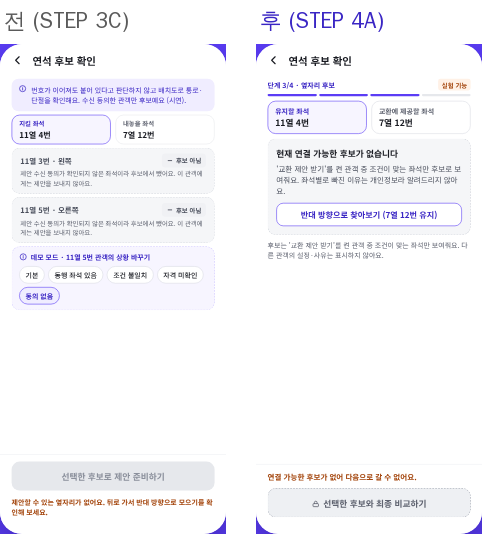 전 (STEP 3C)
연석 후보 확인
번호가 이어져도 붙어 있다고 판단하지 않고 배치도로 통로·
단절을 확인해요. 수신 동의한 관객만 후보예요 (시연).
지킬 좌석
11열 4번
내놓을 좌석
7열 12번
11열 3번 · 왼쪽
– 후보 아님
제안 수신 동의가 확인되지 않은 좌석이라 후보에서 뺐어요. 이 관객에
게는 제안을 보내지 않아요.
11열 5번 · 오른쪽
– 후보 아님
제안 수신 동의가 확인되지 않은 좌석이라 후보에서 뺐어요. 이 관객에
게는 제안을 보내지 않아요.
데모 모드 · 11열 5번 관객의 상황 바꾸기
기본
동행 좌석 있음
조건 불일치
자격 미확인
동의 없음
선택한 후보로 제안 준비하기
제안할 수 있는 옆자리가 없어요. 뒤로 가서 반대 방향으로 모으기를 확
인해 보세요.
후 (STEP 4A)
연석 후보 확인
단계 3/4 · 옆자리 후보
실험 기능
유지할 좌석
11열 4번
교환에 제공할 좌석
7열 12번
현재 연결 가능한 후보가 없습니다
'교환 제안 받기'를 켠 관객 중 조건이 맞는 좌석만 후보로 보
여줘요. 좌석별로 빠진 이유는 개인정보라 알려드리지 않아
요.
반대 방향으로 찾아보기 (7열 12번 유지)
후보는 '교환 제안 받기'를 켠 관객 중 조건이 맞는 좌석만 보여줘요. 다
른 관객의 설정·사유는 표시하지 않아요.
연결 가능한 후보가 없어 다음으로 갈 수 없어요.
선택한 후보와 최종 비교하기